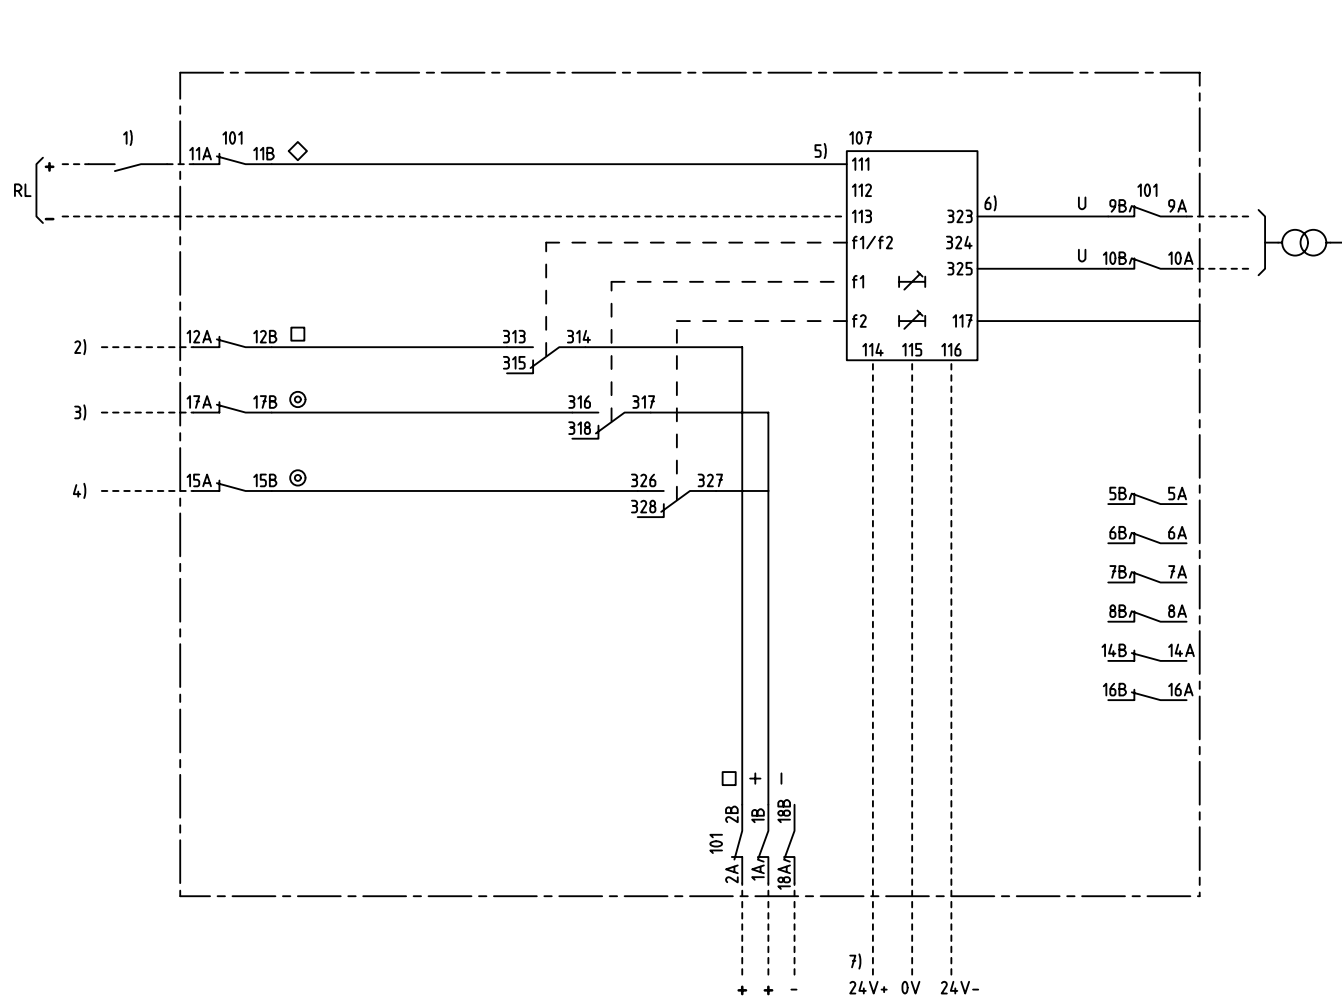 1)
101
107
11A
11B
5)
+
111
RL
112
101
−
113
323
6)
U
9B
9A
f1/f2
324
U
10B
10A
325
f1
f2
117
2)
12A
12B
313
314
114
115
116
315
3)
17A
17B
316
317
318
4)
15A
15B
326
327
328
5B
5A
6B
6A
7B
7A
8B
8A
14B
14A
16B
16A
+
−
2B
1B
18B
101
2A
1A
18A
7)
+
+
-
24V+
0V
24V-